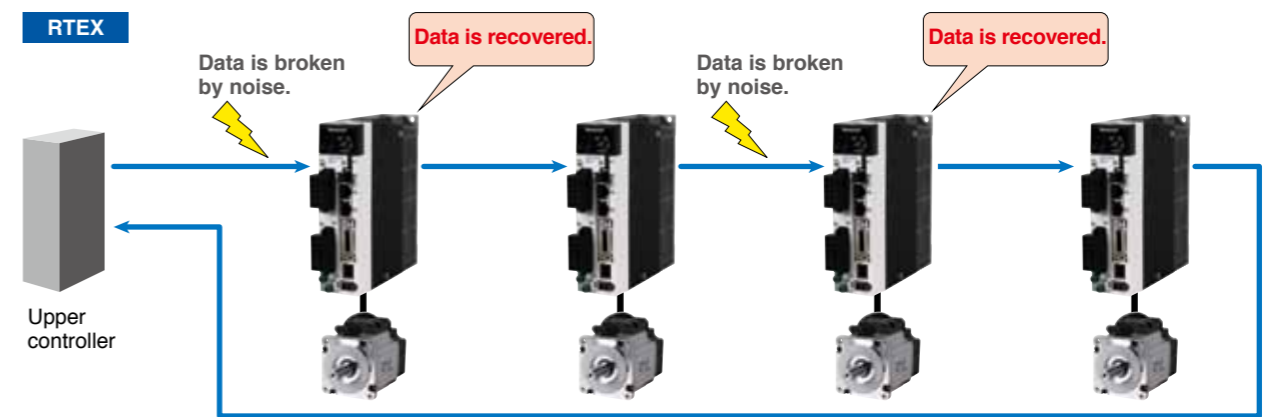 RTEX
Data is broken
by noise.
Data is recovered.
Data is broken
by noise.
Data is recovered.
Upper
controller